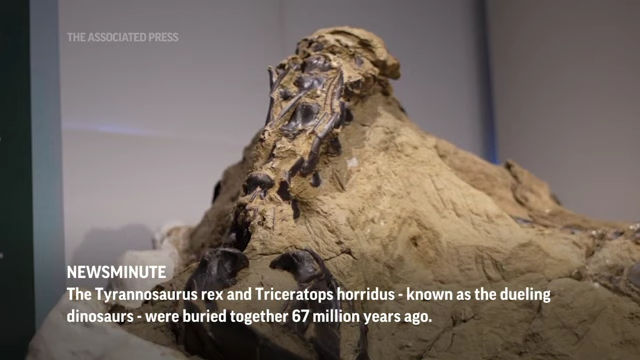 THE ASSOCIATED PRESS
NEWSMINUTE
The Tyrannosaurus rex and Triceratops horridus - known as the dueling
dinosaurs - were buried together 67 million years ago.